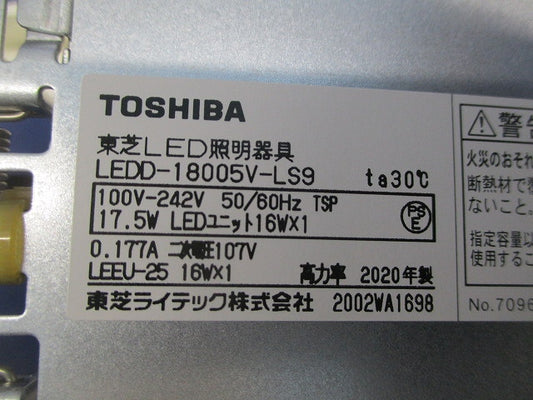 TOSHIBA
東芝LED照明器具
LEDD-18005V-LS9 ta30℃
100V-242V 50/60Hz TSP
17.5W LEDユニット16W×1
PS
E
0.177A 二次電圧107V
LEEU-25 16W×1 高力率 2020年製
東芝ライテック株式会社 2002WA1698
警告
火災のおそれ
断熱材で
ないこと。
指定容量以
使用するこ
No.7096